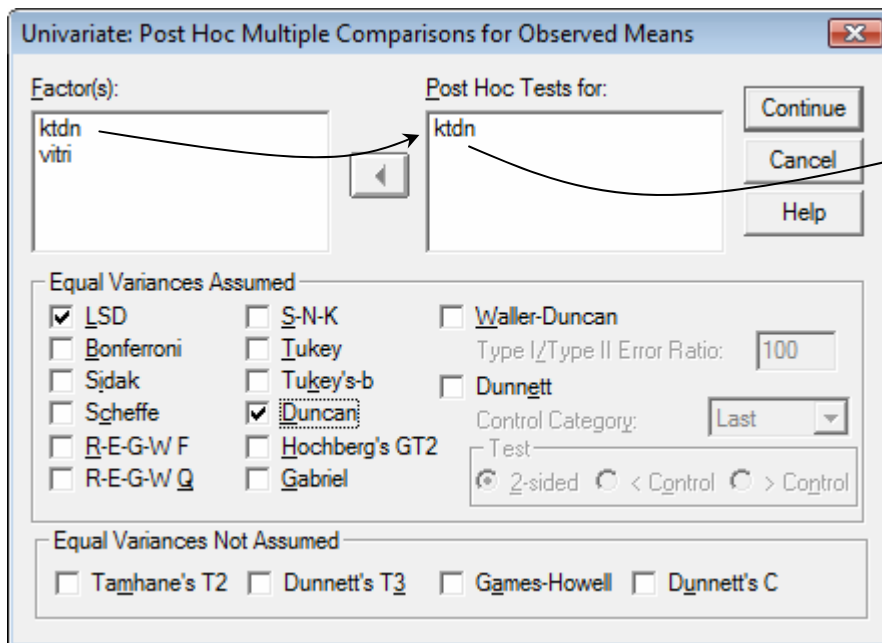 Univariate: Post Hoc Multiple Comparisons for Observed Means
Factor(s):
ktdn
vitri
Post Hoc Tests for:
ktdn
Continue
Cancel
Help
Equal Variances Assumed
LSD
Bonferroni
Sidak
Scheffe
R-E-G-W F
R-E-G-W Q
S-N-K
Tukey
Tukey's-b
Duncan
Hochberg's GT2
Gabriel
Waller-Duncan
Type I/Type II Error Ratio: 100
Dunnett
Control Category: Last
Test
2-sided < Control > Control
Equal Variances Not Assumed
Tamhane's T2 Dunnett's T3 Games-Howell Dunnett's C